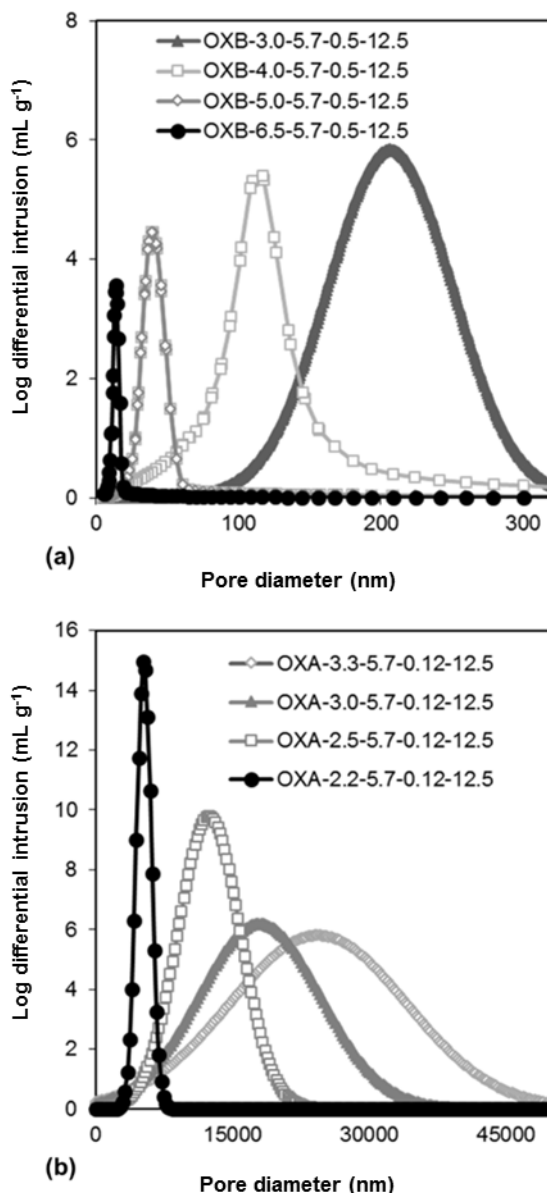 8
6
4
2
0
Log differential intrusion (mL g⁻¹)
OXB-3.0-5.7-0.5-12.5
OXB-4.0-5.7-0.5-12.5
OXB-5.0-5.7-0.5-12.5
OXB-6.5-5.7-0.5-12.5
0 100 200 300
(a)
Pore diameter (nm)
16
14
12
10
8
6
4
2
0
Log differential intrusion (mL g⁻¹)
OXA-3.3-5.7-0.12-12.5
OXA-3.0-5.7-0.12-12.5
OXA-2.5-5.7-0.12-12.5
OXA-2.2-5.7-0.12-12.5
0 15000 30000 45000
(b)
Pore diameter (nm)